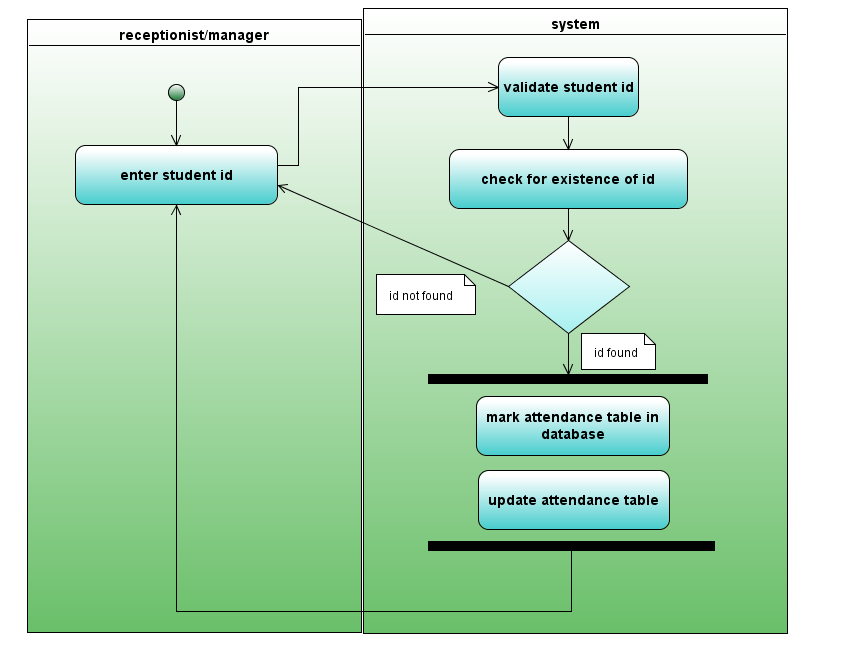 receptionist/manager
system
validate student id
enter student id
check for existence of id
id not found
id found
mark attendance table in
database
update attendance table